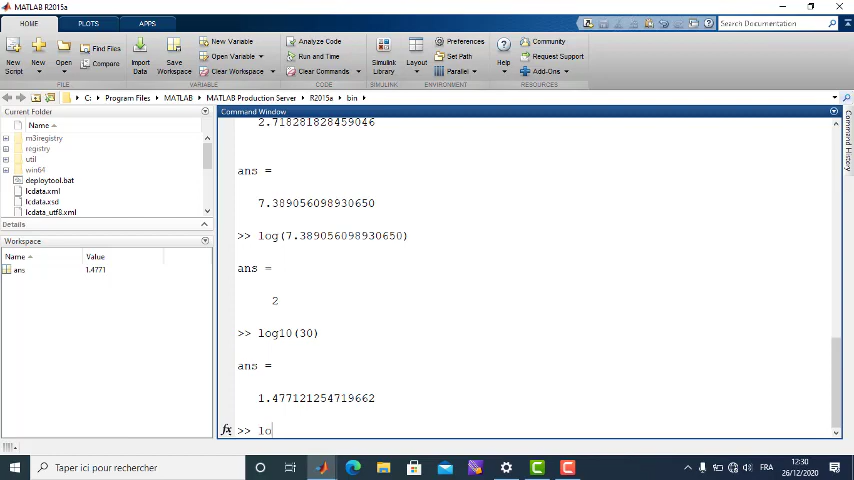 MATLAB R2015a
HOME PLOTS APPS
Search Documentation
New Script
New
Open
Find Files
Compare
Import Data
Save Workspace
New Variable
Open Variable
Clear Workspace
Analyze Code
Run and Time
Clear Commands
Simulink Library
Layout
Preferences
Set Path
Parallel
Help
Community
Request Support
Add-Ons
FILE VARIABLE CODE SIMULINK ENVIRONMENT RESOURCES
C: Program Files MATLAB MATLAB Production Server R2015a bin
Current Folder
Name
m3iregistry
registry
util
win64
deploytool.bat
lcdata.xml
lcdata.xsd
lcdata_utf8.xml
Details
Workspace
Name Value
ans 1.4771
Command Window
2.718281828459046
ans =
7.389056098930650
>> log(7.389056098930650)
ans =
2
>> log10(30)
ans =
1.477121254719662
fx >> lo
Command History
Taper ici pour rechercher
FRA
12:30
26/12/2020